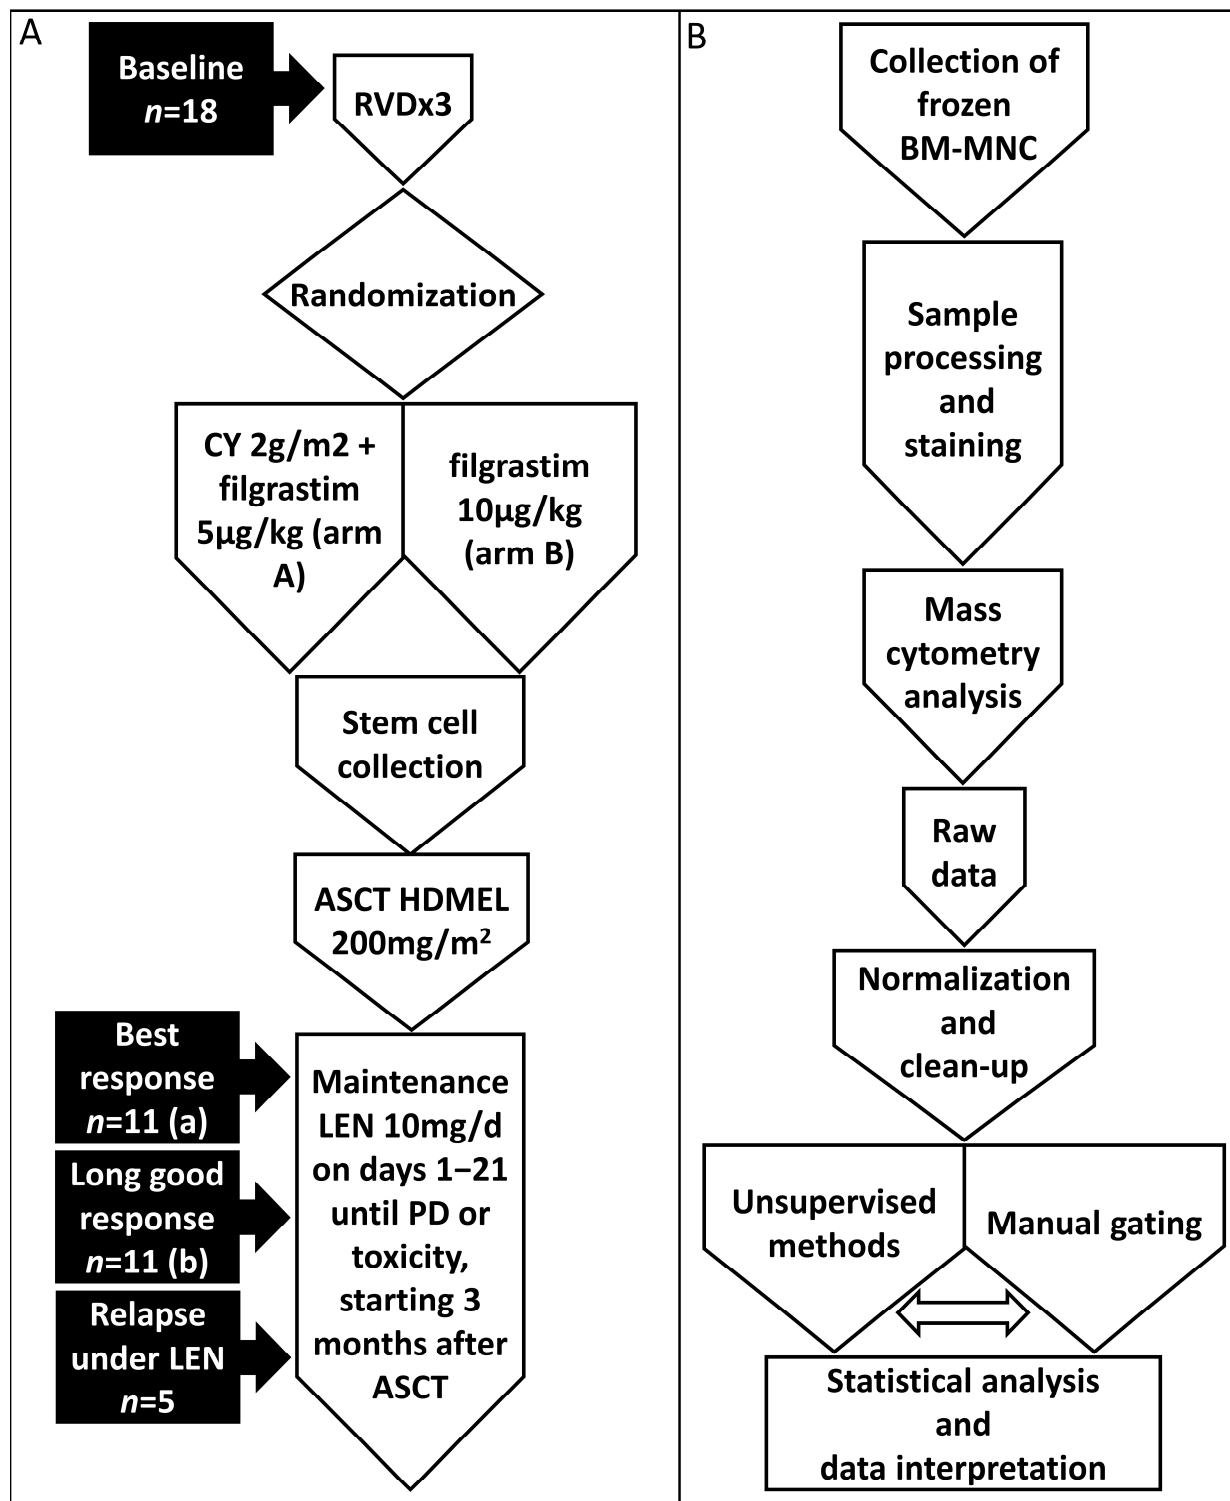 A
Baseline
n=18
RVDx3
Randomization
CY 2g/m2 +
filgrastim
5µg/kg (arm
A)
filgrastim
10µg/kg
(arm B)
Stem cell
collection
ASCT HDMEL
200mg/m²
Best
response
n=11 (a)
Long good
response
n=11 (b)
Relapse
under LEN
n=5
Maintenance
LEN 10mg/d
on days 1–21
until PD or
toxicity,
starting 3
months after
ASCT
B
Collection of
frozen
BM-MNC
Sample
processing
and
staining
Mass
cytometry
analysis
Raw
data
Normalization
and
clean-up
Unsupervised
methods
Manual gating
Statistical analysis
and
data interpretation